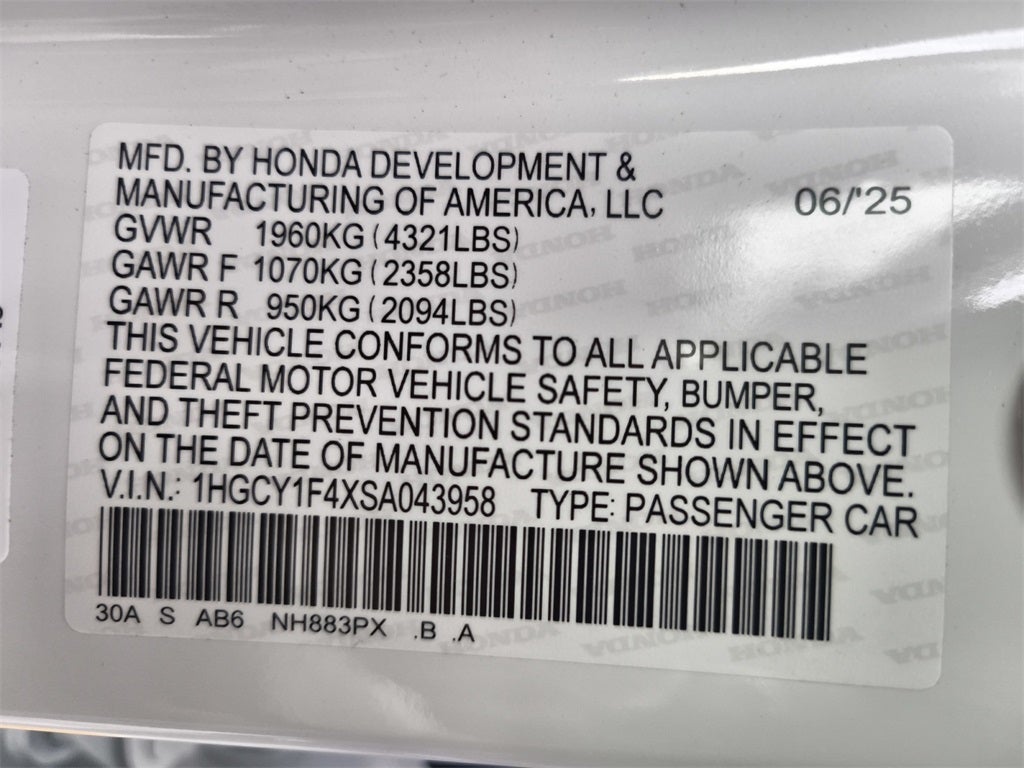 MFD. BY HONDA DEVELOPMENT &
MANUFACTURING OF AMERICA, LLC 06/'25
GVWR 1960KG (4321LBS)
GAWR F 1070KG (2358LBS)
GAWR R 950KG (2094LBS)
THIS VEHICLE CONFORMS TO ALL APPLICABLE
FEDERAL MOTOR VEHICLE SAFETY, BUMPER,
AND THEFT PREVENTION STANDARDS IN EFFECT
ON THE DATE OF MANUFACTURE SHOWN ABOVE.
V.I.N.: 1HGCY1F4XSA043958 TYPE: PASSENGER CAR
30A S AB6 NH883PX .B .A